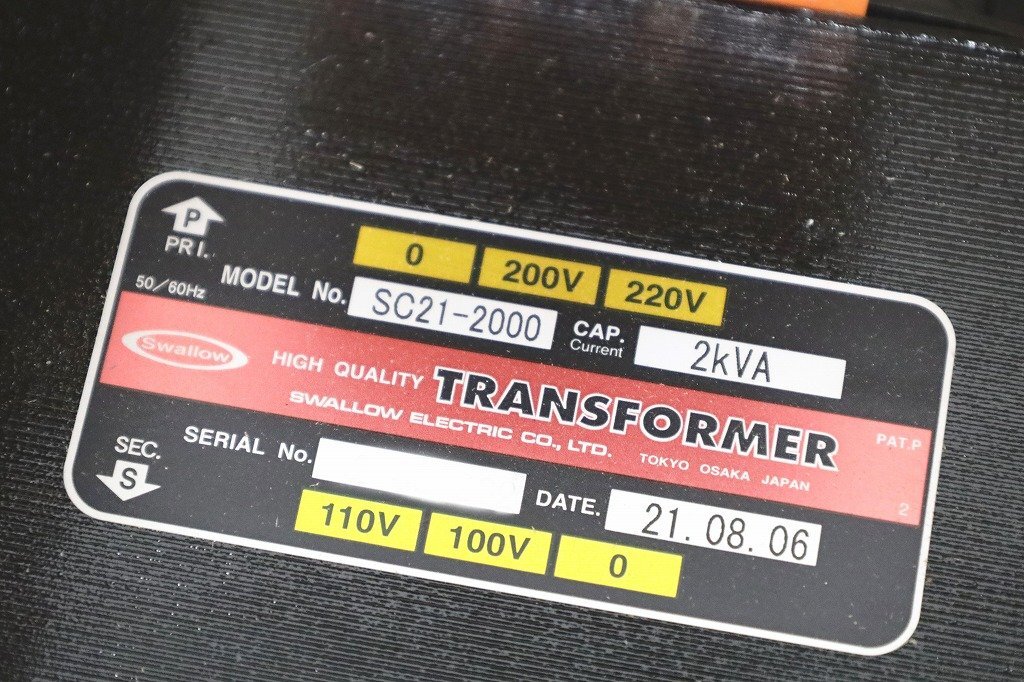 P
PRI.
0 200V 220V
50/60Hz
MODEL No. SC21-2000 CAP. Current 2kVA
Swallow
HIGH QUALITY TRANSFORMER
SWALLOW ELECTRIC CO., LTD. TOKYO OSAKA JAPAN
PAT.P
2
SEC.
S
SERIAL No. DATE. 21.08.06
110V 100V 0